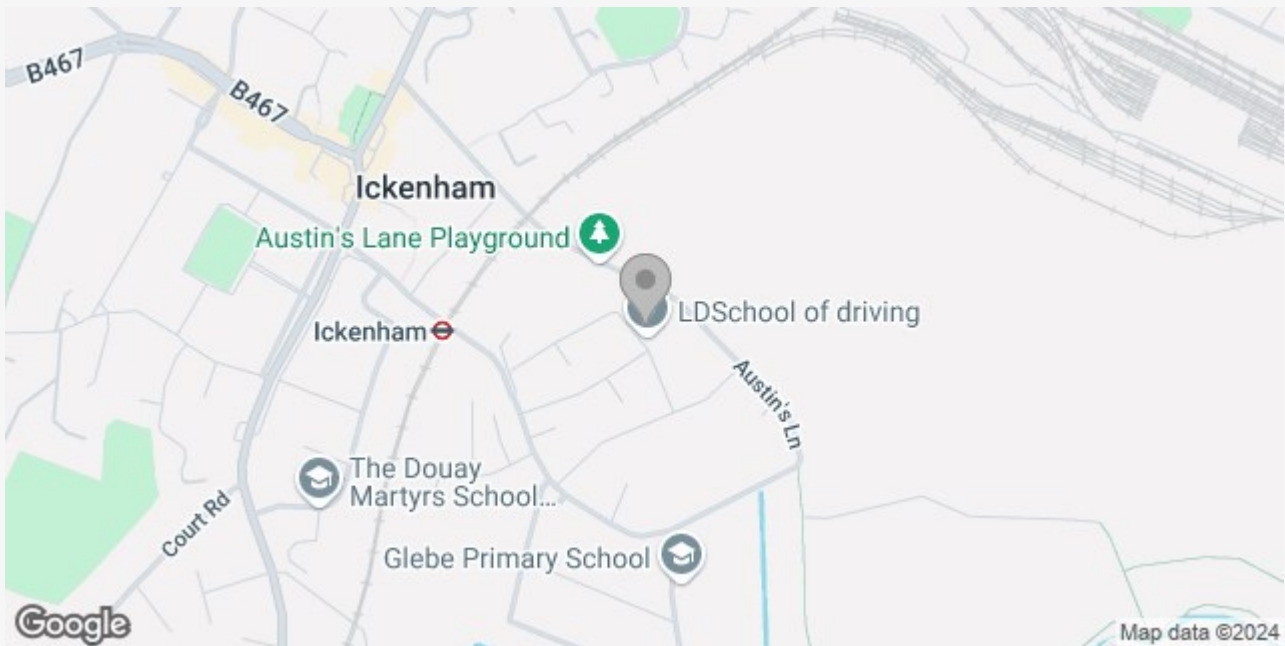 B467
B467
Ickenham
Austin's Lane Playground
LDSchool of driving
Ickenham
Austin's Ln
The Douay
Martyrs School...
Court Rd
Glebe Primary School
Google
Map data ©2024